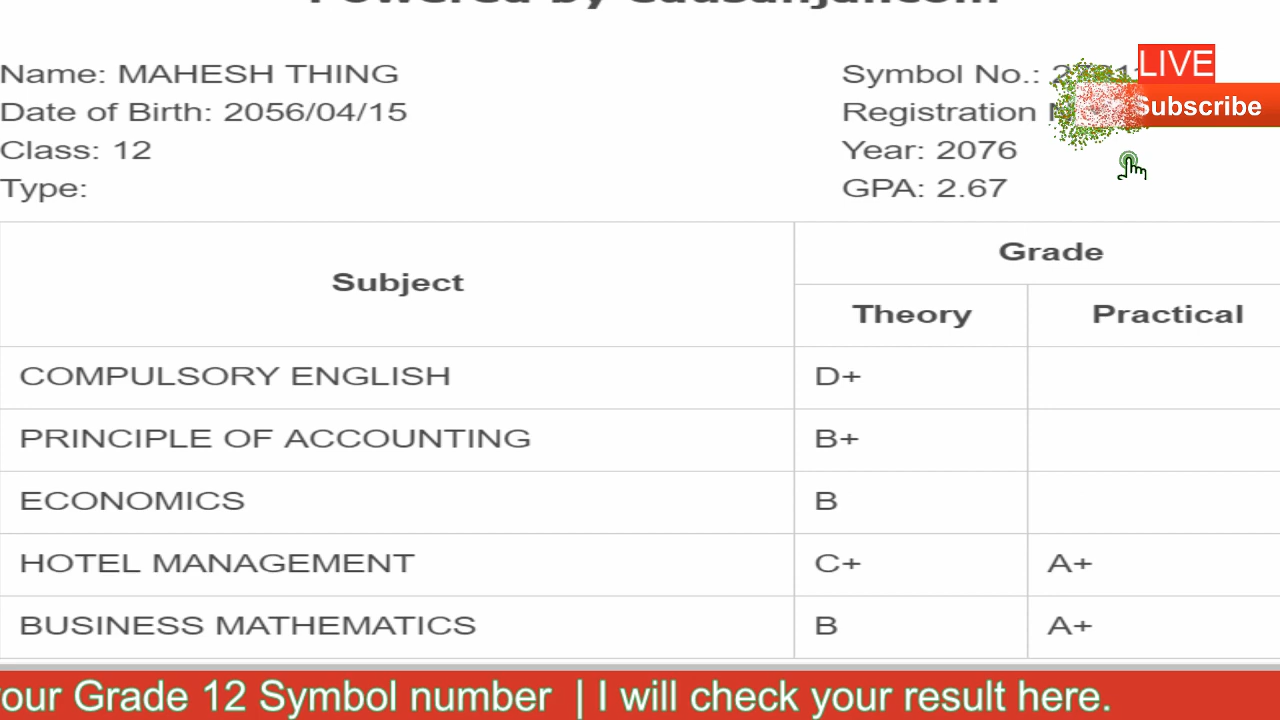 Powered by
Name: MAHESH THING
Date of Birth: 2056/04/15
Class: 12
Type:
Symbol No.:
Registration
Year: 2076
GPA: 2.67
LIVE
Subscribe
Subject
Grade
Theory
Practical
COMPULSORY ENGLISH D+
PRINCIPLE OF ACCOUNTING B+
ECONOMICS B
HOTEL MANAGEMENT C+ A+
BUSINESS MATHEMATICS B A+
our Grade 12 Symbol number | I will check your result here.